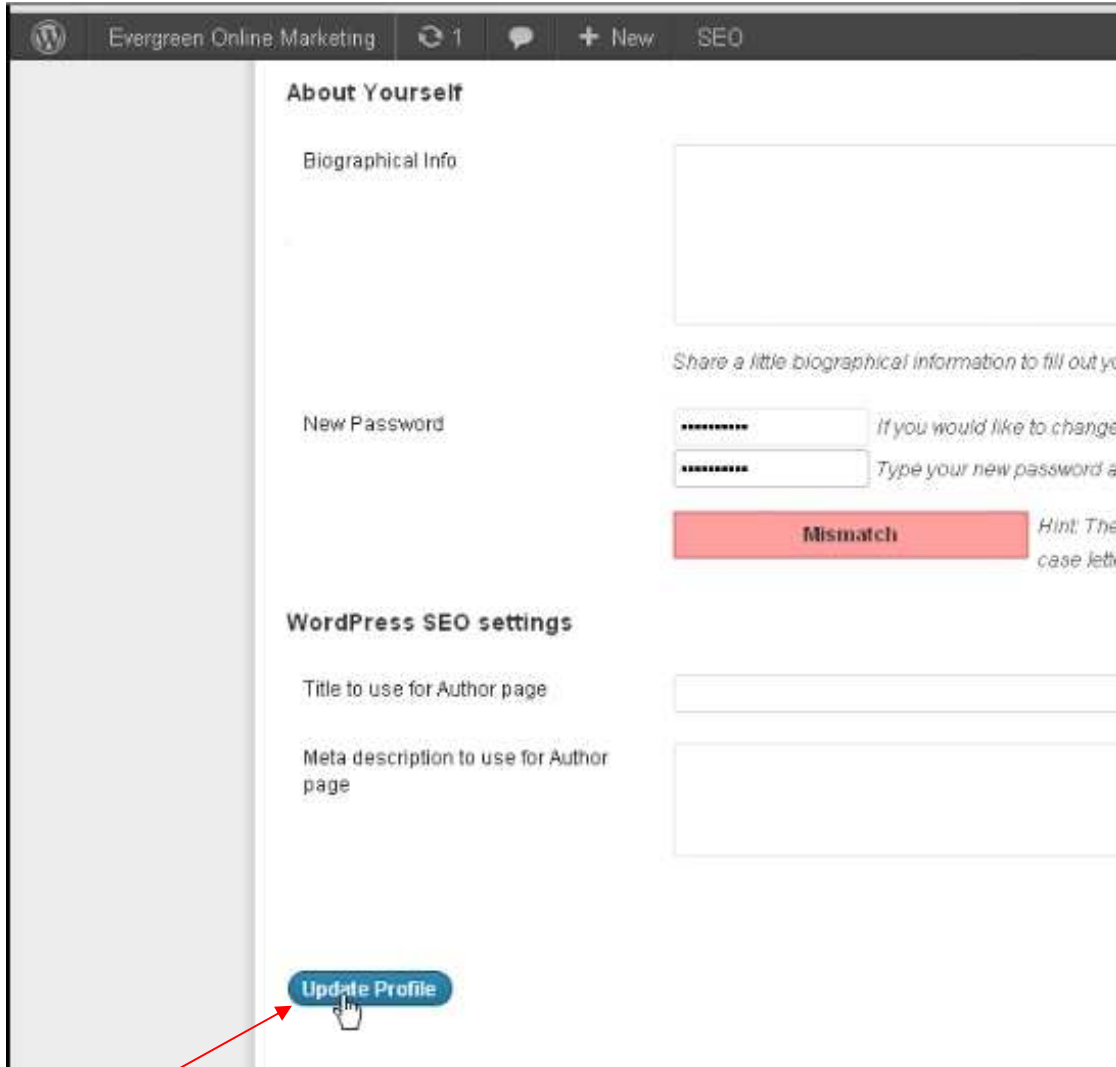 Evergreen Online Marketing 1 + New SEO
About Yourself
Biographical Info
Share a little biographical information to fill out yo
New Password
•••••••••• If you would like to change
•••••••••• Type your new password a
Mismatch
Hint: The
case lette
WordPress SEO settings
Title to use for Author page
Meta description to use for Author
page
Update Profile